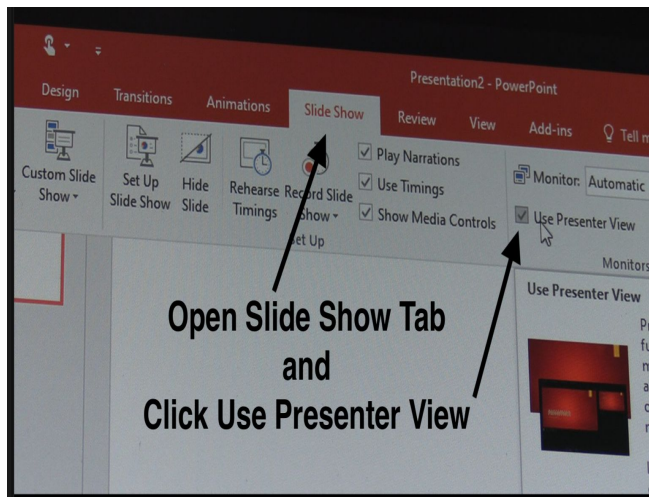 Presentation2 - PowerPoint
Design Transitions Animations Slide Show Review View Add-ins Tell
Custom Slide Show
Set Up Slide Show
Hide Slide
Rehearse Timings
Record Slide Show
Play Narrations
Use Timings
Show Media Controls
Set Up
Monitor: Automatic
Use Presenter View
Monitors
Use Presenter View
Open Slide Show Tab
and
Click Use Presenter View